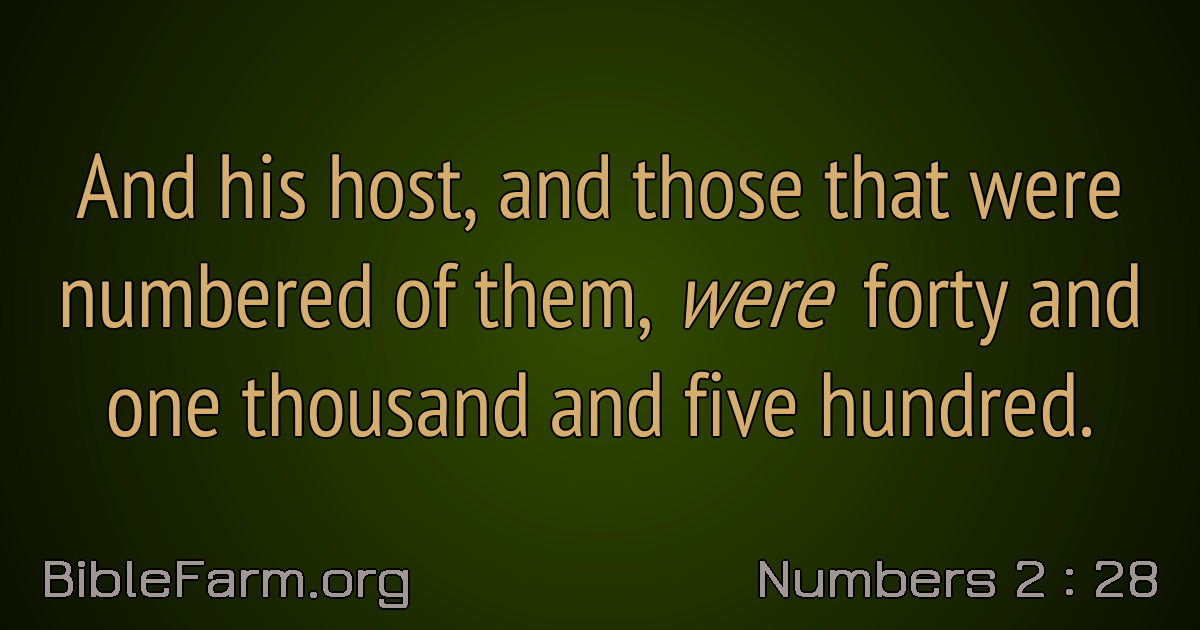 And his host, and those that were
numbered of them, were forty and
one thousand and five hundred.
BibleFarm.org
Numbers 2 : 28